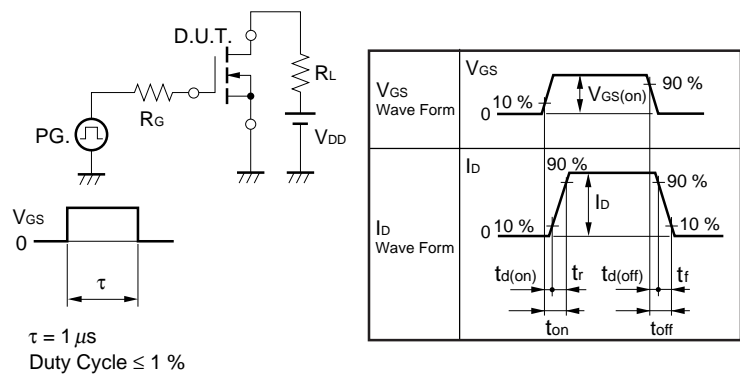 D.U.T.
RL
RG
PG.
VDD
VGS
0
τ
τ = 1 μs
Duty Cycle ≤ 1 %
VGS
Wave Form
VGS
10 %
0
VGS(on)
90 %
ID
Wave Form
ID
90 %
90 %
ID
0 10 %
10 %
td(on) tr td(off) tf
ton toff